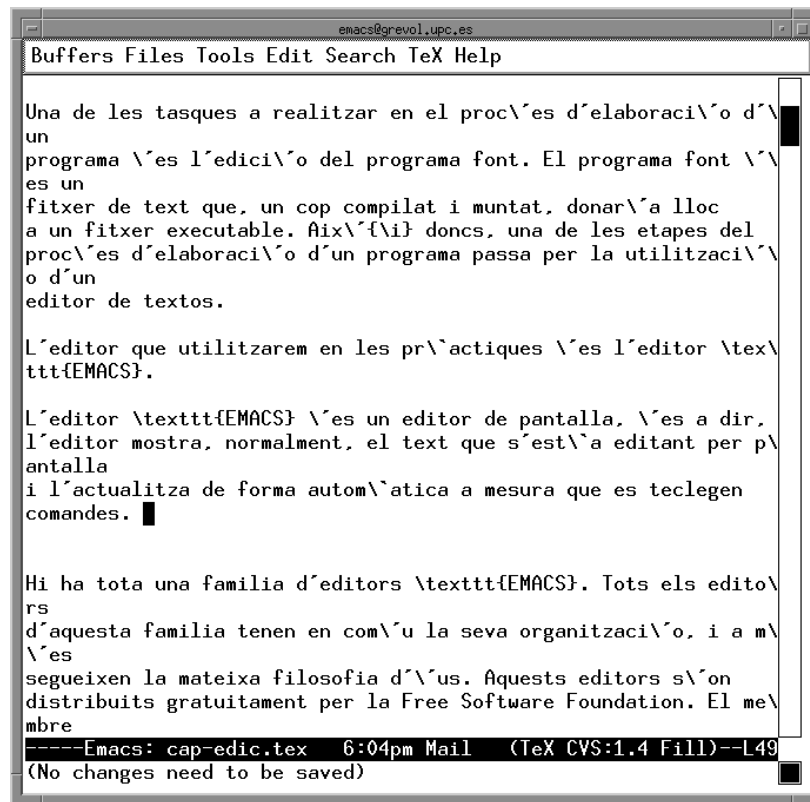 emacs@grevol.upc.es
Buffers Files Tools Edit Search TeX Help
Una de les tasques a realitzar en el proc\´es d´elaboraci\´o d´\
un
programa \´es l´edici\´o del programa font. El programa font \´\
es un
fitxer de text que, un cop compilat i muntat, donar\´a lloc
a un fitxer executable. Aix\´{\i} doncs, una de les etapes del
proc\´es d´elaboraci\´o d´un programa passa per la utilitzaci\´\
o d´un
editor de textos.
L´editor que utilitzarem en les pr\`actiques \´es l´editor \tex\
ttt{EMACS}.
L´editor \texttt{EMACS} \´es un editor de pantalla, \´es a dir,
l´editor mostra, normalment, el text que s´est\`a editant per p\
antalla
i l´actualitza de forma autom\`atica a mesura que es teclegen
comandes.
Hi ha tota una familia d´editors \texttt{EMACS}. Tots els edito\
rs
d´aquesta familia tenen en com\´u la seva organitzaci\´o, i a m\
\´es
segueixen la mateixa filosofia d´\´us. Aquests editors s\´on
distribuits gratuitament per la Free Software Foundation. El me\
mbre
-----Emacs: cap-edic.tex   6:04pm Mail   (TeX CVS:1.4 Fill)--L49
(No changes need to be saved)